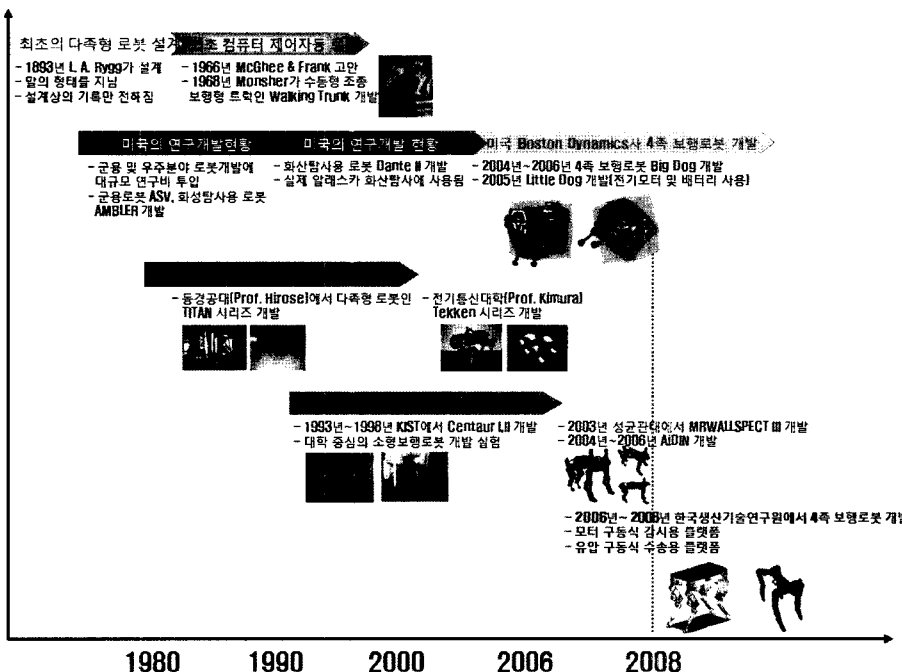 최초의 다족형 로봇 설계
최초 컴퓨터 제어자동
- 1893년 L. A. Rygg가 설계
- 말의 형태를 지님
- 설계상의 기록만 전해짐
- 1966년 McGhee & Frank 고안
- 1968년 Monsher가 수동형 조종
보행형 트럭인 Walking Trunk 개발
미국의 연구개발현황
미국의 연구개발 현황
미국 Boston Dynamics사 4족 보행로봇 개발
- 군용 및 우주분야 로봇개발에
대규모 연구비 투입
- 군용로봇 ASV, 화성탐사용 로봇
AMBLER 개발
- 화산탐사용 로봇 Dante II 개발
- 실제 알래스카 화산탐사에 사용됨
- 2004년~2006년 4족 보행로봇 Big Dog 개발
- 2005년 Little Dog 개발(전기모터 및 배터리 사용)
- 동경공대(Prof. Hirose)에서 다족형 로봇인
TITAN 시리즈 개발
- 전기통신대학(Prof. Kimura)
Tekken 시리즈 개발
- 1993년~1998년 KIST에서 Centaur I,II 개발
- 대학 중심의 소형보행로봇 개발 실험
- 2003년 성균관대에서 MRWALLSPECT III 개발
- 2004년~2006년 AiDIN 개발
- 2006년~2008년 한국생산기술연구원에서 4족 보행로봇 개발
- 모터 구동식 감시용 플랫폼
- 유압 구동식 수송용 플랫폼
1980 1990 2000 2006 2008